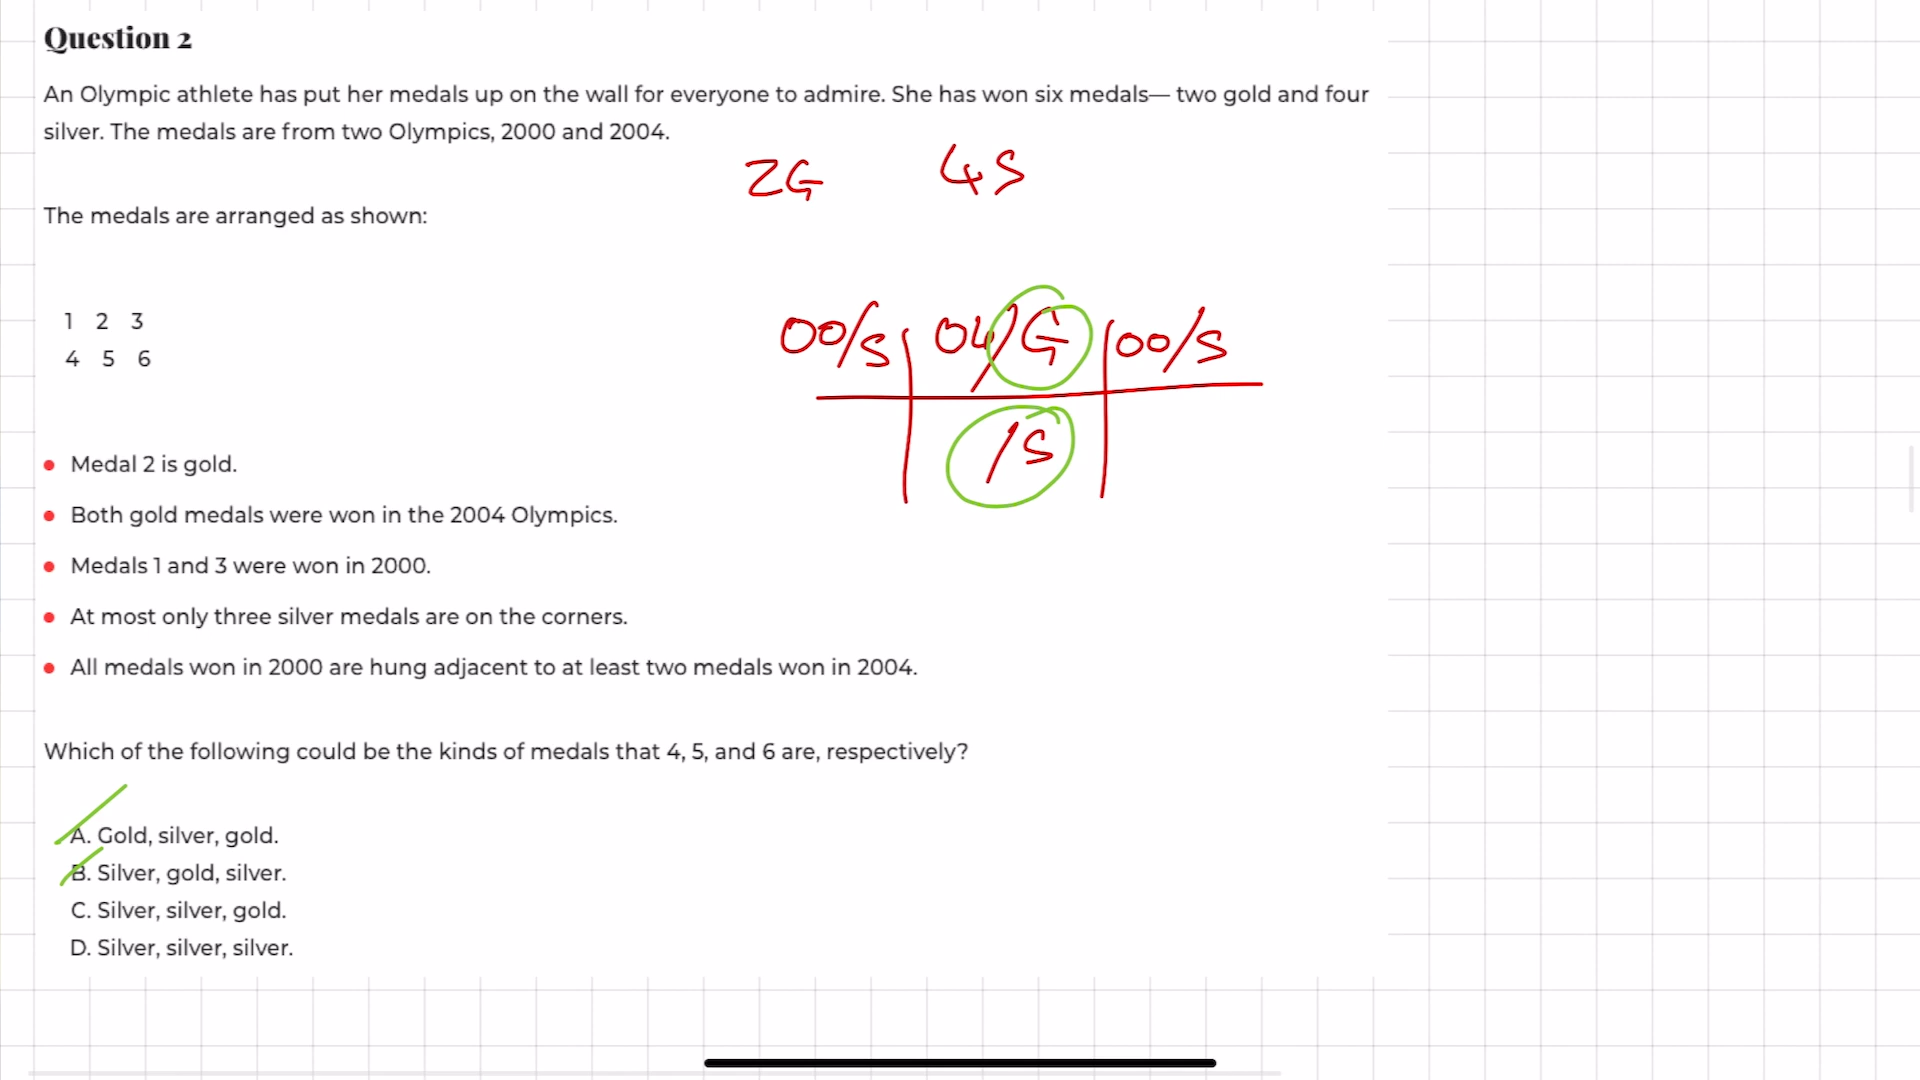 Question 2
An Olympic athlete has put her medals up on the wall for everyone to admire. She has won six medals— two gold and four
silver. The medals are from two Olympics, 2000 and 2004.
2G 4S
The medals are arranged as shown:
1 2 3
4 5 6
00/S 04/G 00/S
/S
Medal 2 is gold.
Both gold medals were won in the 2004 Olympics.
Medals 1 and 3 were won in 2000.
At most only three silver medals are on the corners.
All medals won in 2000 are hung adjacent to at least two medals won in 2004.
Which of the following could be the kinds of medals that 4, 5, and 6 are, respectively?
A. Gold, silver, gold.
B. Silver, gold, silver.
C. Silver, silver, gold.
D. Silver, silver, silver.